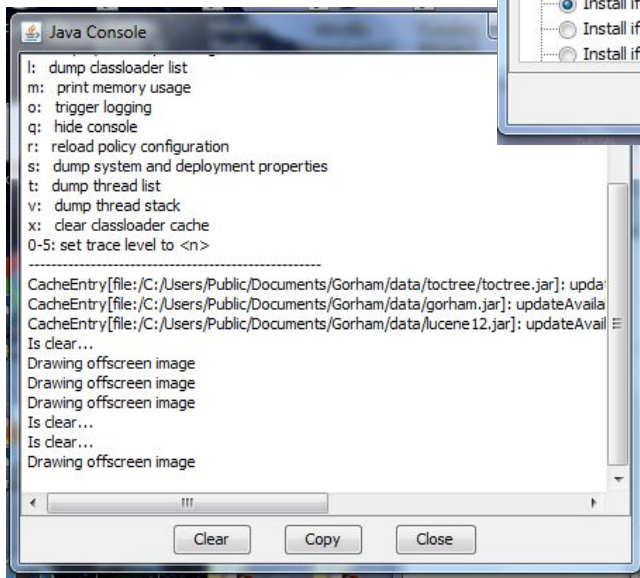 Install if
Install if
Install if
Java Console
l: dump classloader list
m: print memory usage
o: trigger logging
q: hide console
r: reload policy configuration
s: dump system and deployment properties
t: dump thread list
v: dump thread stack
x: clear classloader cache
0-5: set trace level to <n>
----------------------------------------------------
CacheEntry[file:/C:/Users/Public/Documents/Gorham/data/toctree/toctree.jar]: upda
CacheEntry[file:/C:/Users/Public/Documents/Gorham/data/gorham.jar]: updateAvaila
CacheEntry[file:/C:/Users/Public/Documents/Gorham/data/lucene12.jar]: updateAvail
Is clear...
Drawing offscreen image
Drawing offscreen image
Drawing offscreen image
Is clear...
Is clear...
Drawing offscreen image
Clear Copy Close